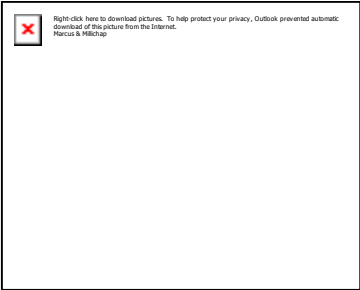 Right-click here to download pictures. To help protect your privacy, Outlook prevented automatic
download of this picture from the Internet.
Marcus & Millichap